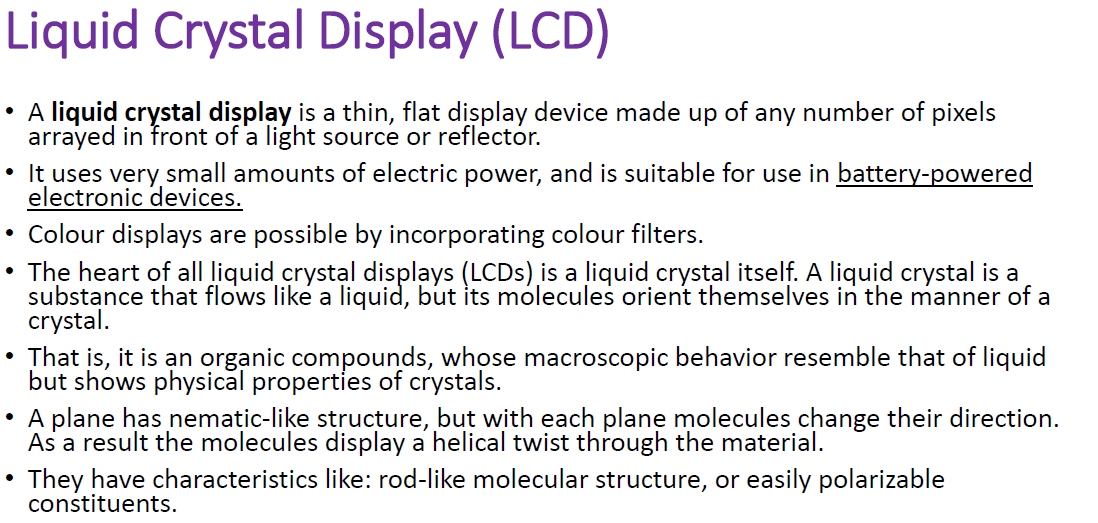 Liquid Crystal Display (LCD)
• A liquid crystal display is a thin, flat display device made up of any number of pixels
arrayed in front of a light source or reflector.
• It uses very small amounts of electric power, and is suitable for use in battery-powered
electronic devices.
• Colour displays are possible by incorporating colour filters.
• The heart of all liquid crystal displays (LCDs) is a liquid crystal itself. A liquid crystal is a
substance that flows like a liquid, but its molecules orient themselves in the manner of a
crystal.
• That is, it is an organic compounds, whose macroscopic behavior resemble that of liquid
but shows physical properties of crystals.
• A plane has nematic-like structure, but with each plane molecules change their direction.
As a result the molecules display a helical twist through the material.
• They have characteristics like: rod-like molecular structure, or easily polarizable
constituents.